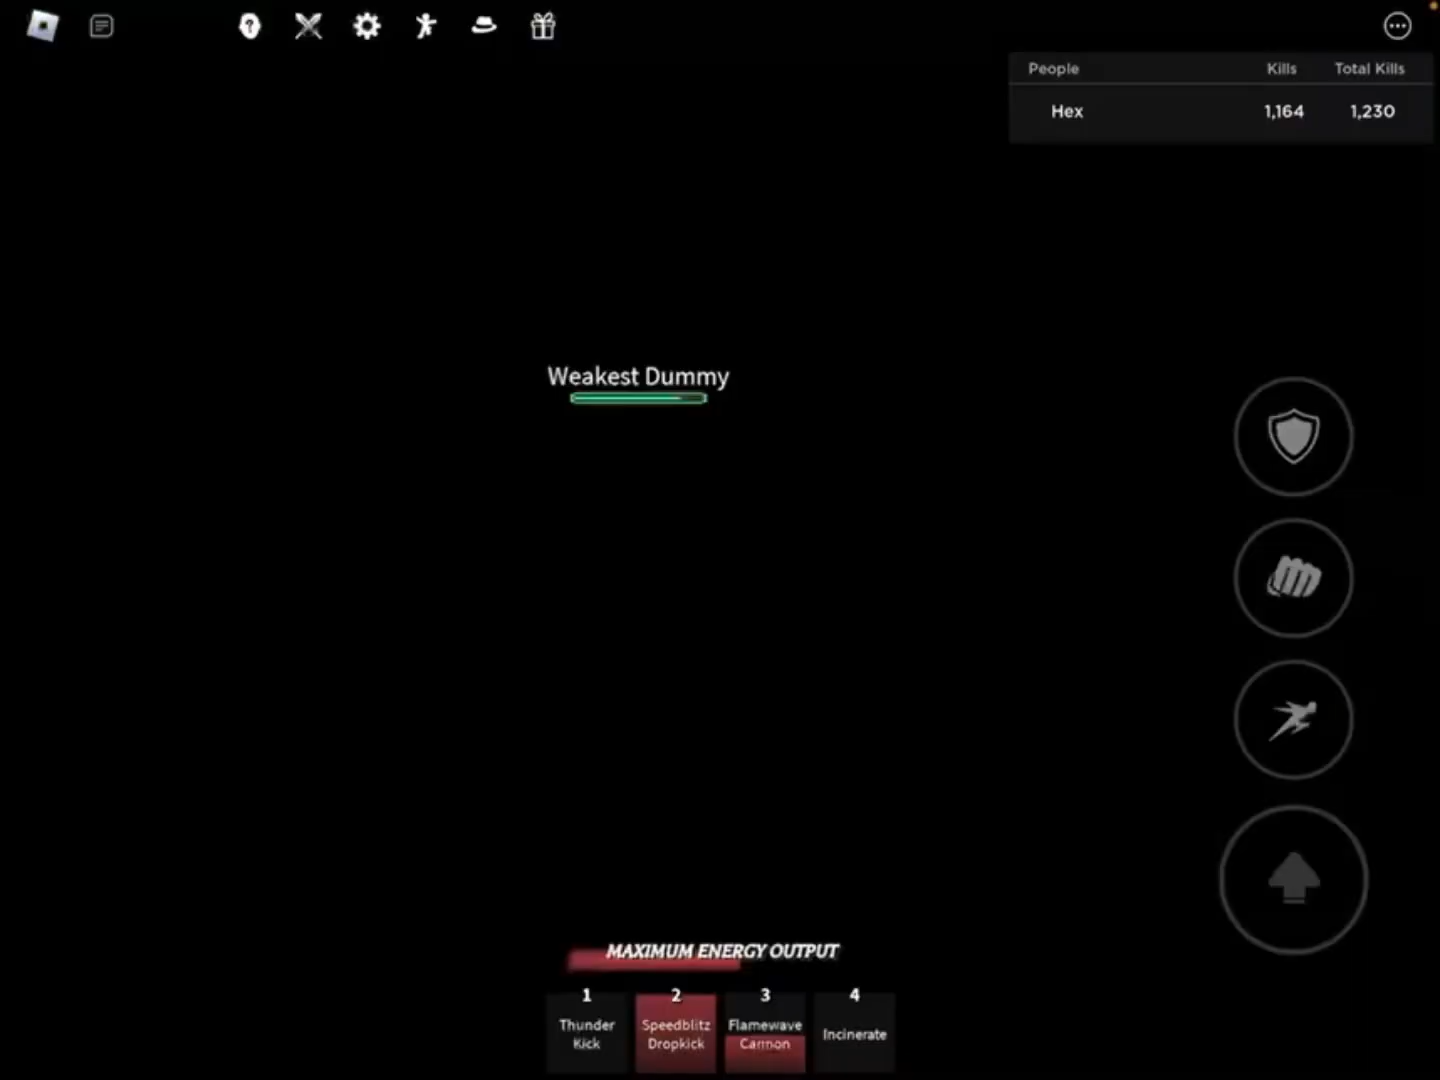 People Kills Total Kills
Hex 1,164 1,230
Weakest Dummy
MAXIMUM ENERGY OUTPUT
1 2 3 4
Thunder Kick
Speedblitz Dropkick
Flamewave Cannon
Incinerate